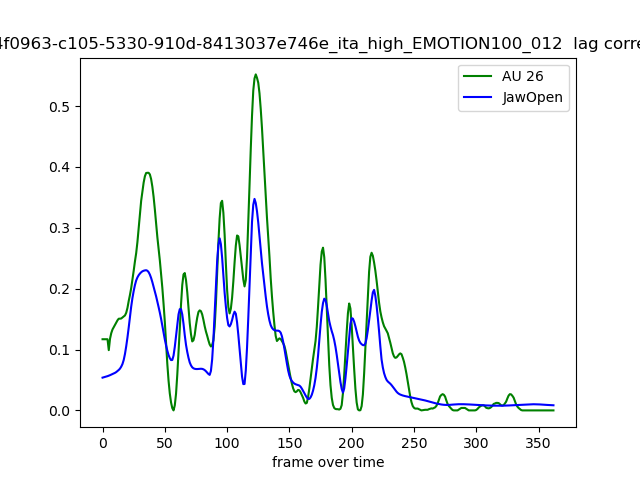 4f0963-c105-5330-910d-8413037e746e_ita_high_EMOTION100_012 lag corre
AU 26
JawOpen
0.5
0.4
0.3
0.2
0.1
0.0
0 50 100 150 200 250 300 350
frame over time